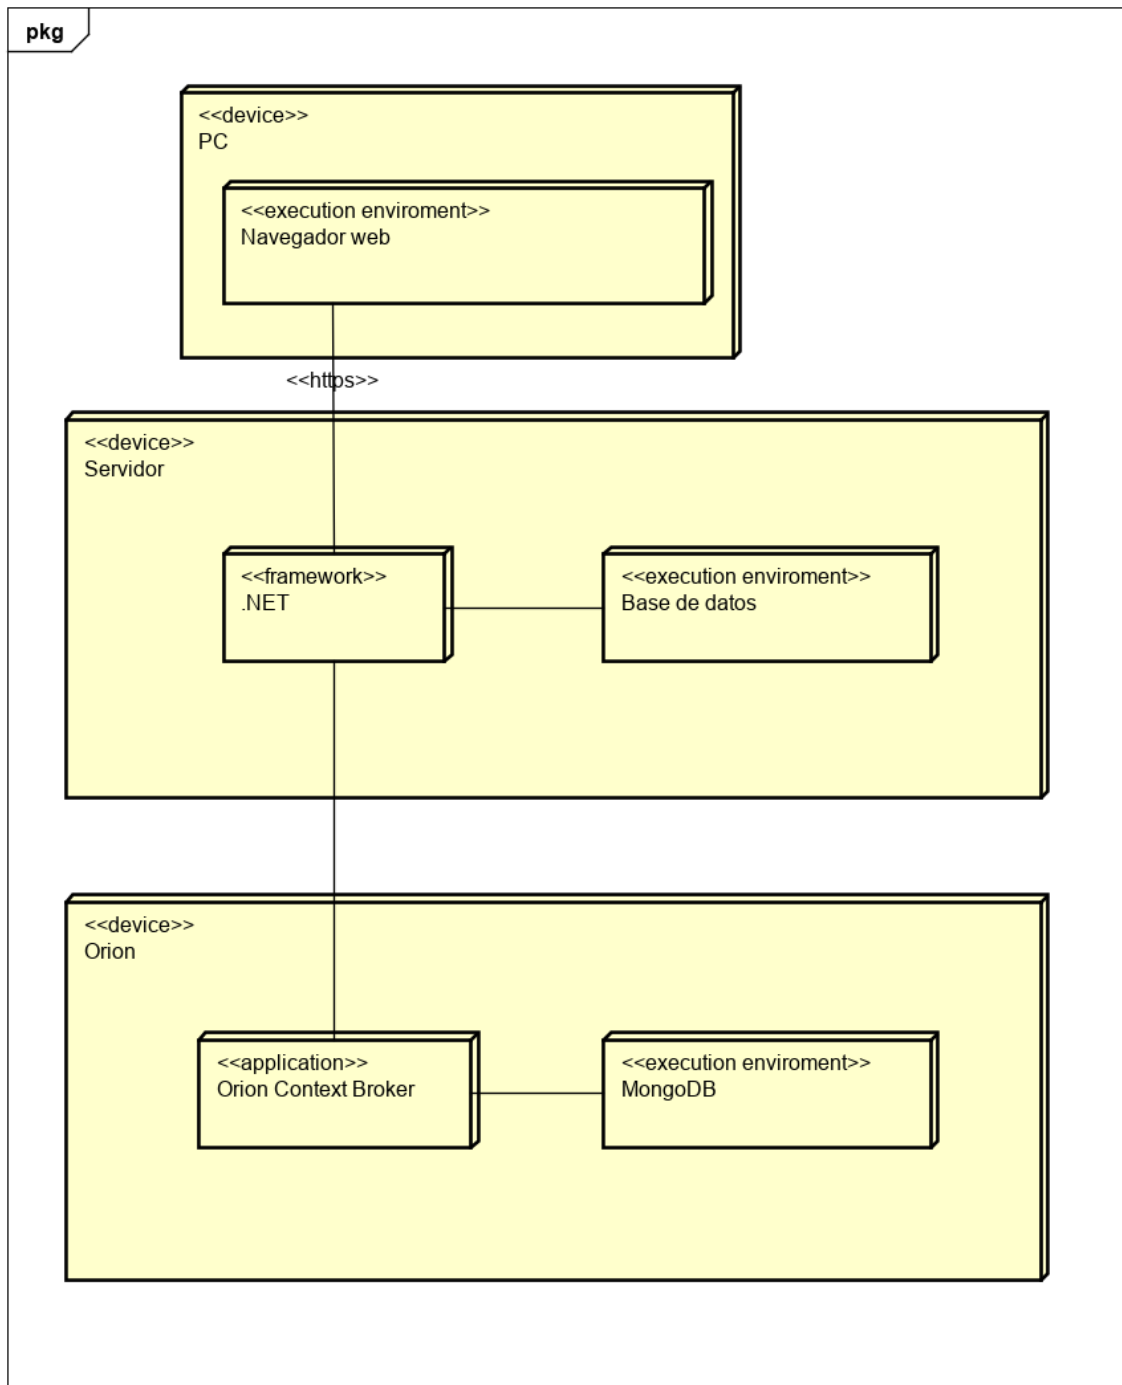 pkg
<<device>>
PC
<<execution enviroment>>
Navegador web
<<https>>
<<device>>
Servidor
<<framework>>
.NET
<<execution enviroment>>
Base de datos
<<device>>
Orion
<<application>>
Orion Context Broker
<<execution enviroment>>
MongoDB